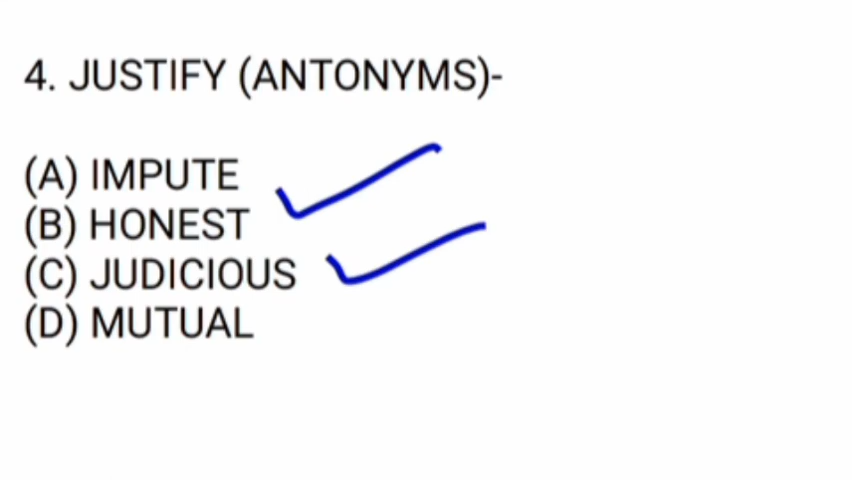 4. JUSTIFY (ANTONYMS)-
(A) IMPUTE
(B) HONEST
(C) JUDICIOUS
(D) MUTUAL